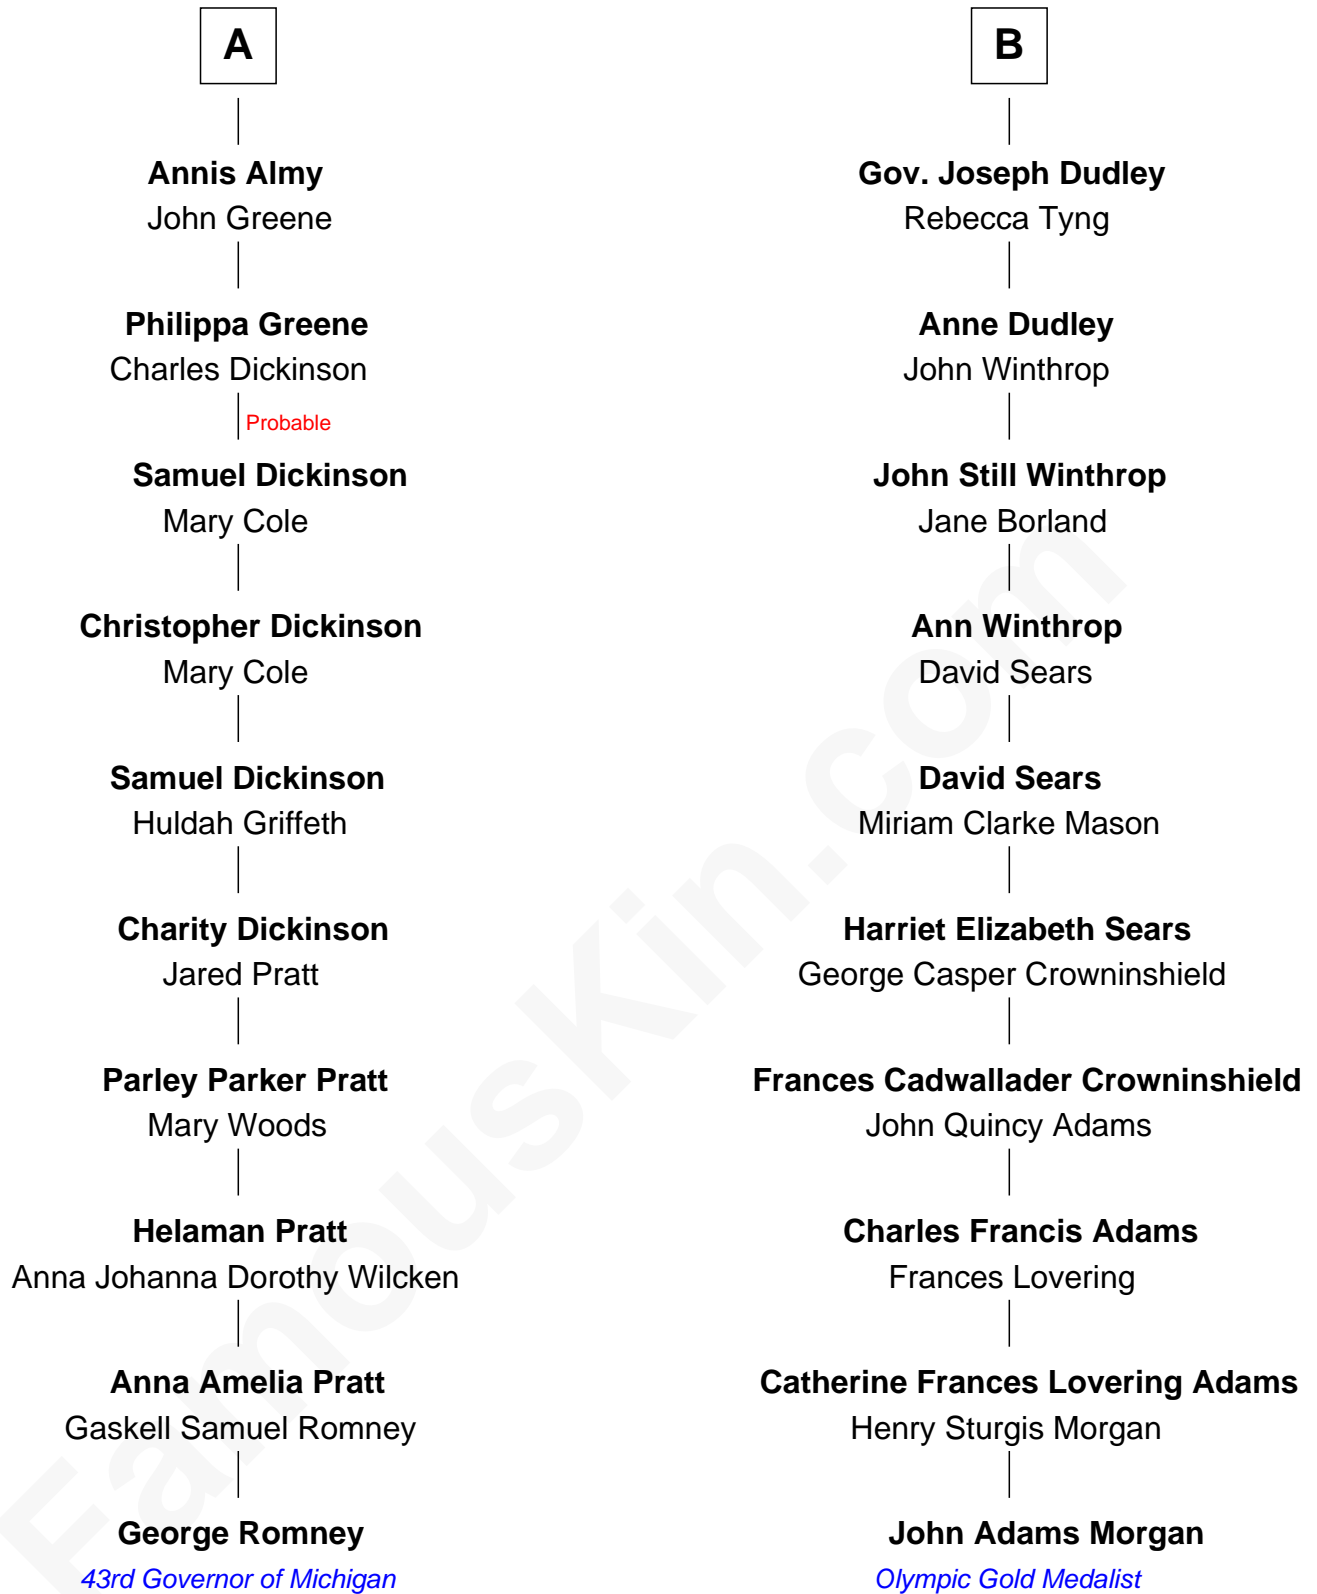 A
Annis Almy
John Greene
Philippa Greene
Charles Dickinson
Probable
Samuel Dickinson
Mary Cole
Christopher Dickinson
Mary Cole
Samuel Dickinson
Huldah Griffeth
Charity Dickinson
Jared Pratt
Parley Parker Pratt
Mary Woods
Helaman Pratt
Anna Johanna Dorothy Wilcken
Anna Amelia Pratt
Gaskell Samuel Romney
George Romney
43rd Governor of Michigan
B
Gov. Joseph Dudley
Rebecca Tyng
Anne Dudley
John Winthrop
John Still Winthrop
Jane Borland
Ann Winthrop
David Sears
David Sears
Miriam Clarke Mason
Harriet Elizabeth Sears
George Casper Crowninshield
Frances Cadwallader Crowninshield
John Quincy Adams
Charles Francis Adams
Frances Lovering
Catherine Frances Lovering Adams
Henry Sturgis Morgan
John Adams Morgan
Olympic Gold Medalist
FamousKin.com